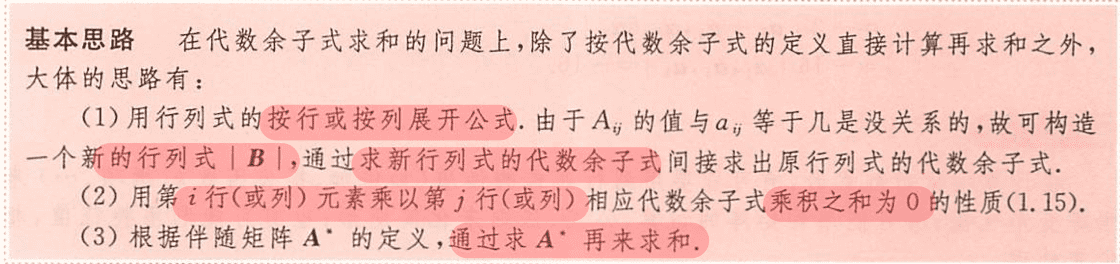 基本思路 在代数余子式求和的问题上,除了按代数余子式的定义直接计算再求和之外,
大体的思路有:
(1) 用行列式的按行或按列展开公式. 由于 Aij 的值与 aij 等于几是没关系的,故可构造
一个新的行列式|B|,通过求新行列式的代数余子式间接求出原行列式的代数余子式.
(2) 用第 i 行(或列)元素乘以第 j 行(或列)相应代数余子式乘积之和为 0 的性质(1.15).
(3) 根据伴随矩阵 A* 的定义,通过求 A* 再来求和.